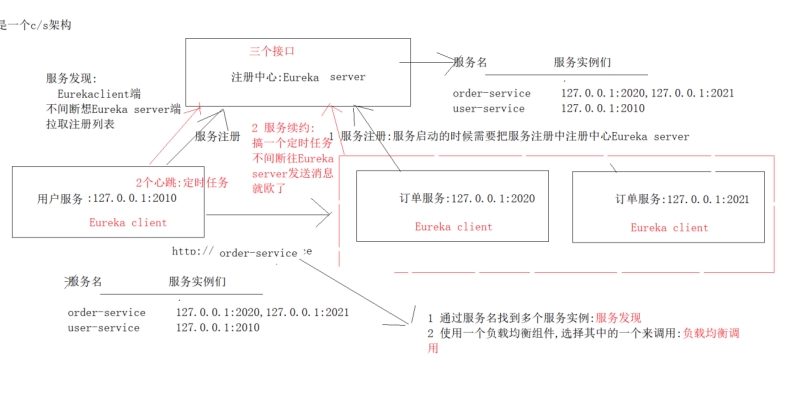 是一个c/s架构
三个接口
注册中心:Eureka server
服务名 服务实例们
order-service 127.0.0.1:2020,127.0.0.1:2021
user-service 127.0.0.1:2010
服务发现:
Eurekaclient端
不间断想Eureka server端
拉取注册列表
服务注册
2 服务续约:
搞一个定时任务
不间断往Eureka
server发送消息
就欧了
1 服务注册:服务启动的时候需要把服务注册中注册中心Eureka server
2个心跳:定时任务
用户服务:127.0.0.1:2010
Eureka client
订单服务:127.0.0.1:2020
Eureka client
订单服务:127.0.0.1:2021
Eureka client
http:// order-service
服务名 服务实例们
order-service 127.0.0.1:2020,127.0.0.1:2021
user-service 127.0.0.1:2010
1 通过服务名找到多个服务实例:服务发现
2 使用一个负载均衡组件,选择其中的一个来调用:负载均衡调
用